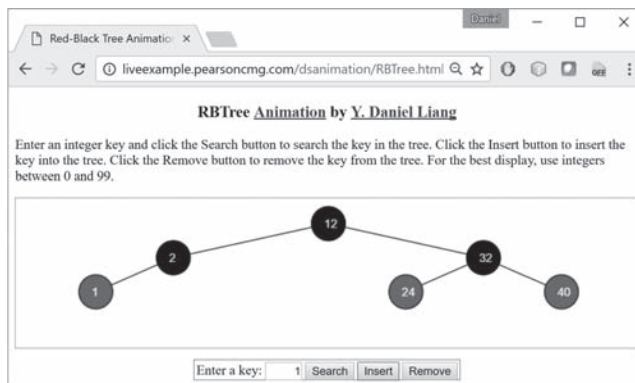 Daniel
Red-Black Tree Animatio
liveexample.pearsoncmg.com/dsanimation/RBTree.html
OFF
RBTree Animation by Y. Daniel Liang
Enter an integer key and click the Search button to search the key in the tree. Click the Insert button to insert the
key into the tree. Click the Remove button to remove the key from the tree. For the best display, use integers
between 0 and 99.
12
2
32
1
24
40
Enter a key: 1 Search Insert Remove